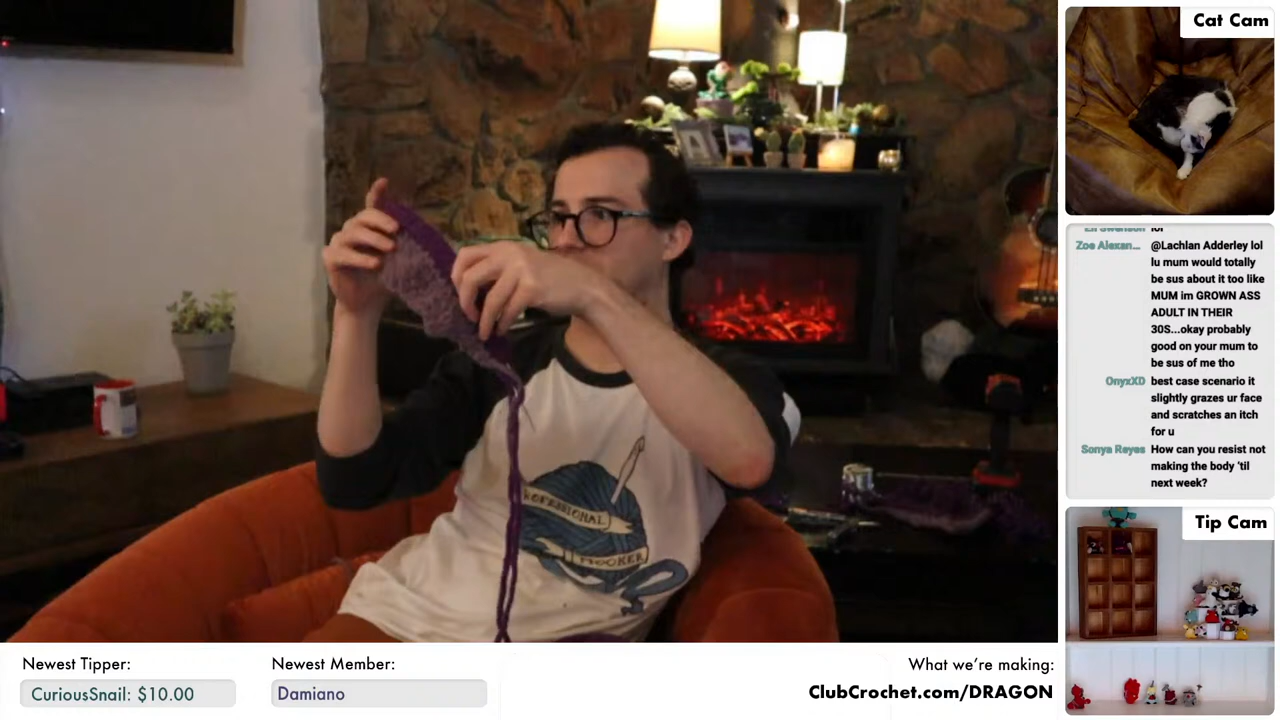 Cat Cam
lol
Zoe Alexan... @Lachlan Adderley lol
lu mum would totally
be sus about it too like
MUM im GROWN ASS
ADULT IN THEIR
30S...okay probably
good on your mum to
be sus of me tho
OnyxXD best case scenario it
slightly grazes ur face
and scratches an itch
for u
Sonya Reyes How can you resist not
making the body 'til
next week?
Tip Cam
PROFESSIONAL
HOOKER
Newest Tipper:
CuriousSnail: $10.00
Newest Member:
Damiano
What we're making:
ClubCrochet.com/DRAGON